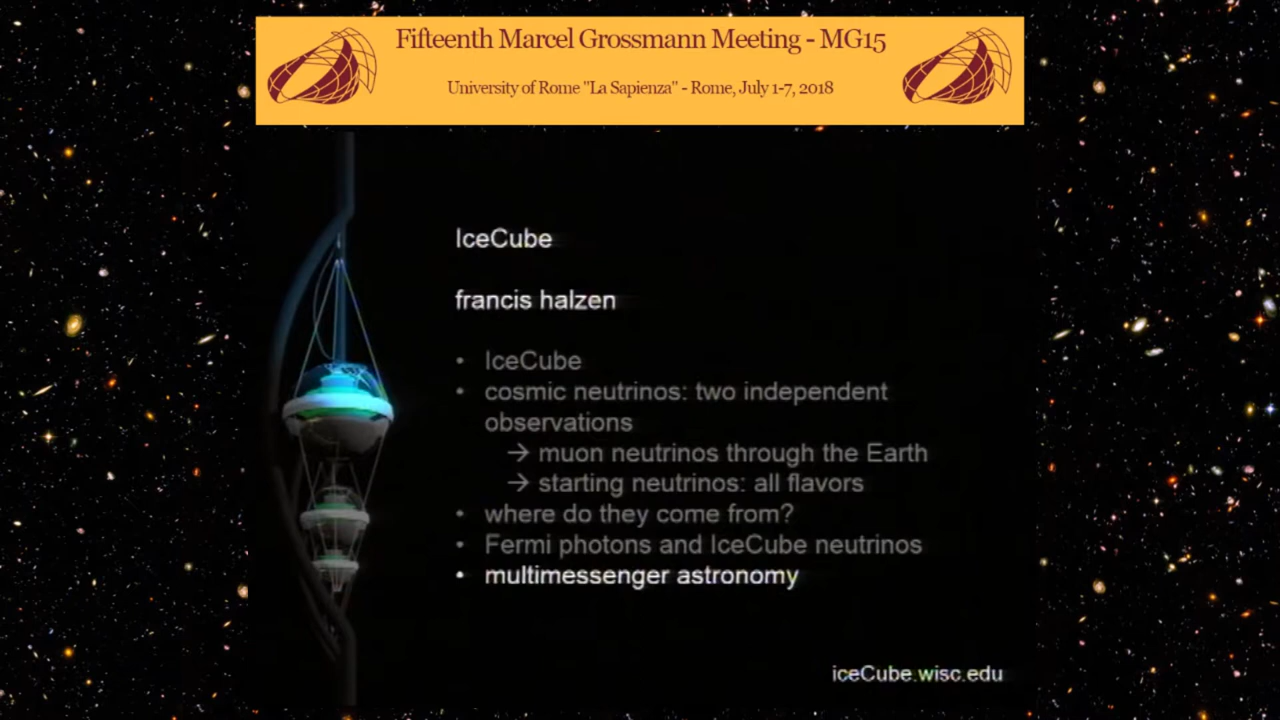 Fifteenth Marcel Grossmann Meeting - MG15
University of Rome "La Sapienza" - Rome, July 1-7, 2018
IceCube
francis halzen
• IceCube
• cosmic neutrinos: two independent
observations
→ muon neutrinos through the Earth
→ starting neutrinos: all flavors
• where do they come from?
• Fermi photons and IceCube neutrinos
• multimessenger astronomy
iceCube.wisc.edu